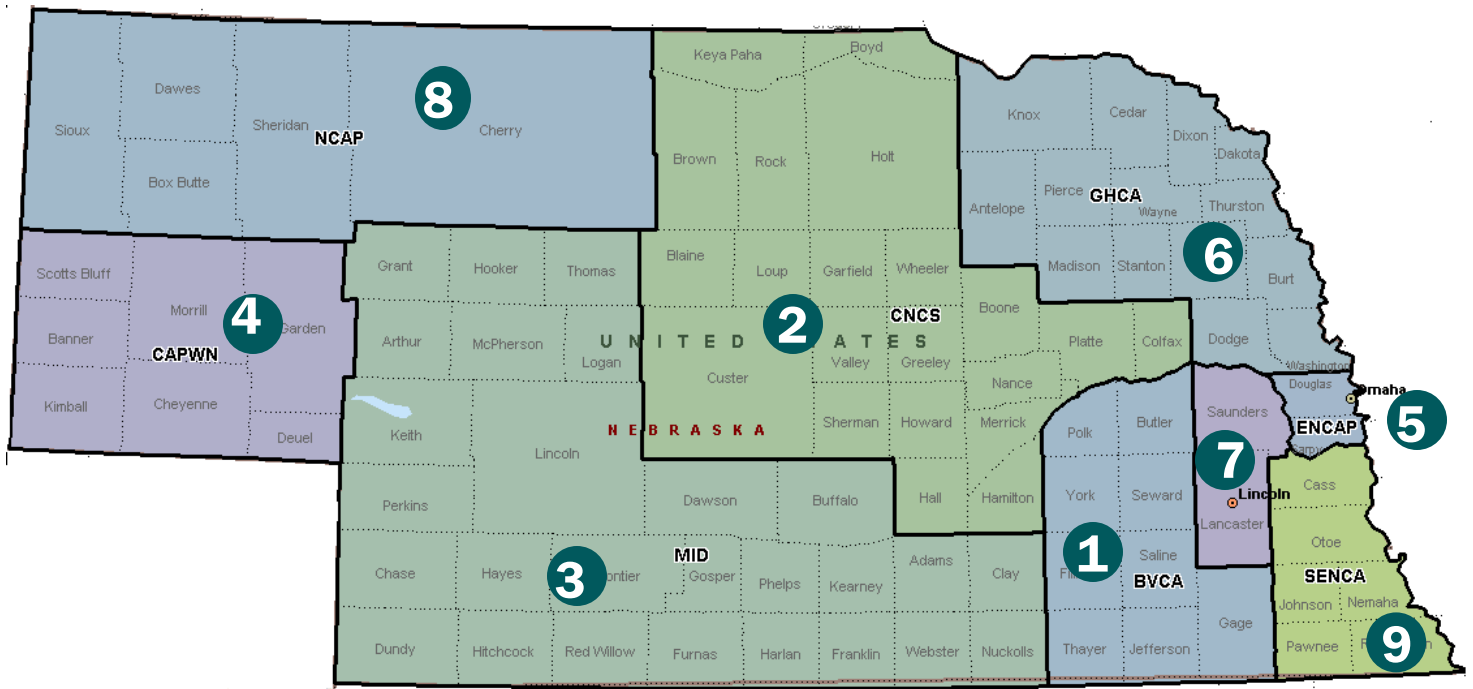 Keya Paha
Boyd
Dawes
8
Sioux
Sheridan
NCAP
Cherry
Box Butte
Brown
Rock
Holt
Knox
Cedar
Dixon
Dakota
Pierce
GHCA
Antelope
Wayne
Thurston
6
Madison
Stanton
Burt
Scotts Bluff
Grant
Hooker
Thomas
Blaine
Loup
Garfield
Wheeler
Morrill
4
Garden
Banner
CAPWN
Arthur
McPherson
Logan
2
CNCS
Boone
UNITED STATES
Custer
Valley
Greeley
Nance
Platte
Colfax
Dodge
Washington
Kimball
Cheyenne
Deuel
Keith
Lincoln
NEBRASKA
Sherman
Howard
Merrick
Polk
Butler
Saunders
Douglas
Omaha
ENCAP
5
Sarpy
Perkins
Dawson
Buffalo
Hall
Hamilton
York
Seward
7
Lincoln
Lancaster
Cass
Otoe
Chase
Hayes
3
ontier
MID
Gosper
Phelps
Kearney
Adams
Clay
1
Saline
BVCA
SENCA
Johnson
Nemaha
Dundy
Hitchcock
Red Willow
Furnas
Harlan
Franklin
Webster
Nuckolls
Thayer
Jefferson
Gage
Pawnee
9